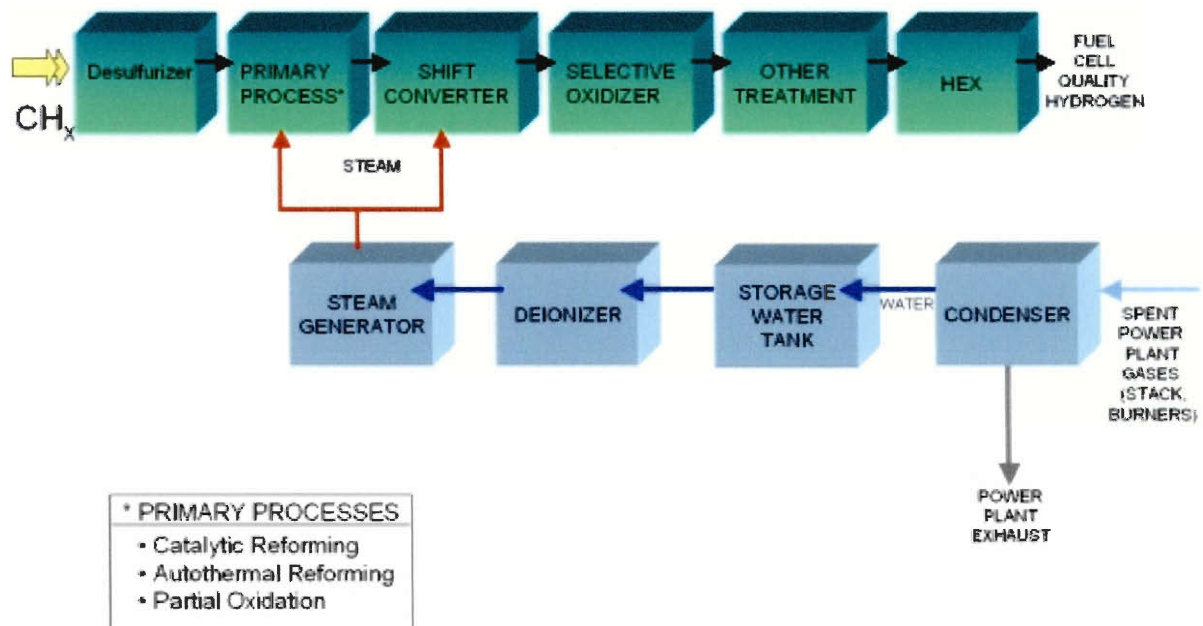 Desulfurizer
PRIMARY
PROCESS*
SHIFT
CONVERTER
SELECTIVE
OXIDIZER
OTHER
TREATMENT
HEX
FUEL
CELL
QUALITY
HYDROGEN
CHx
STEAM
STEAM
GENERATOR
DEIONIZER
STORAGE
WATER
TANK
WATER
CONDENSER
SPENT
POWER
PLANT
GASES
(STACK,
BURNERS)
POWER
PLANT
EXHAUST
* PRIMARY PROCESSES
• Catalytic Reforming
• Autothermal Reforming
• Partial Oxidation